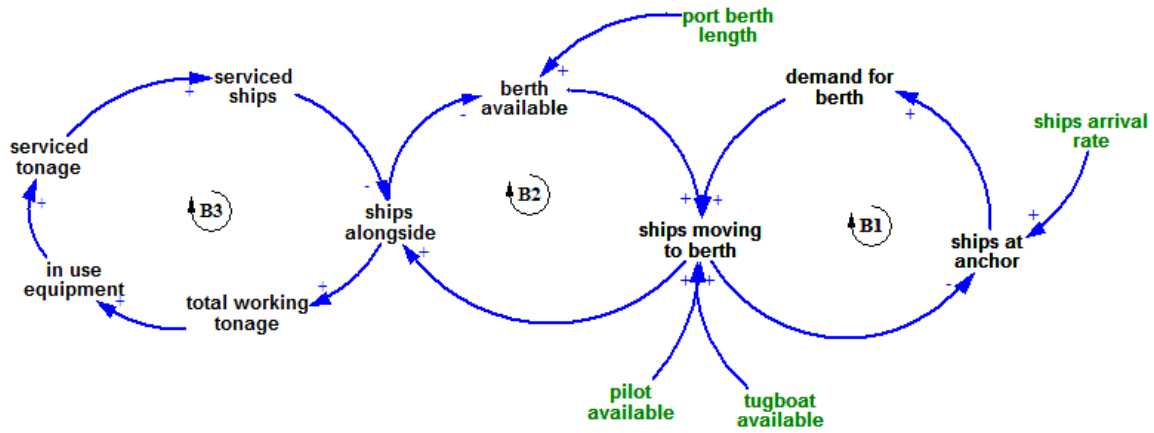 port berth
length
serviced
ships
berth
available
demand for
berth
ships arrival
rate
serviced
tonage
B3
B2
B1
ships
alongside
ships moving
to berth
ships at
anchor
in use
equipment
total working
tonage
pilot
available
tugboat
available
+
+
-
+
+
-
+
+
+
+
-
+
+
+
+
+
+